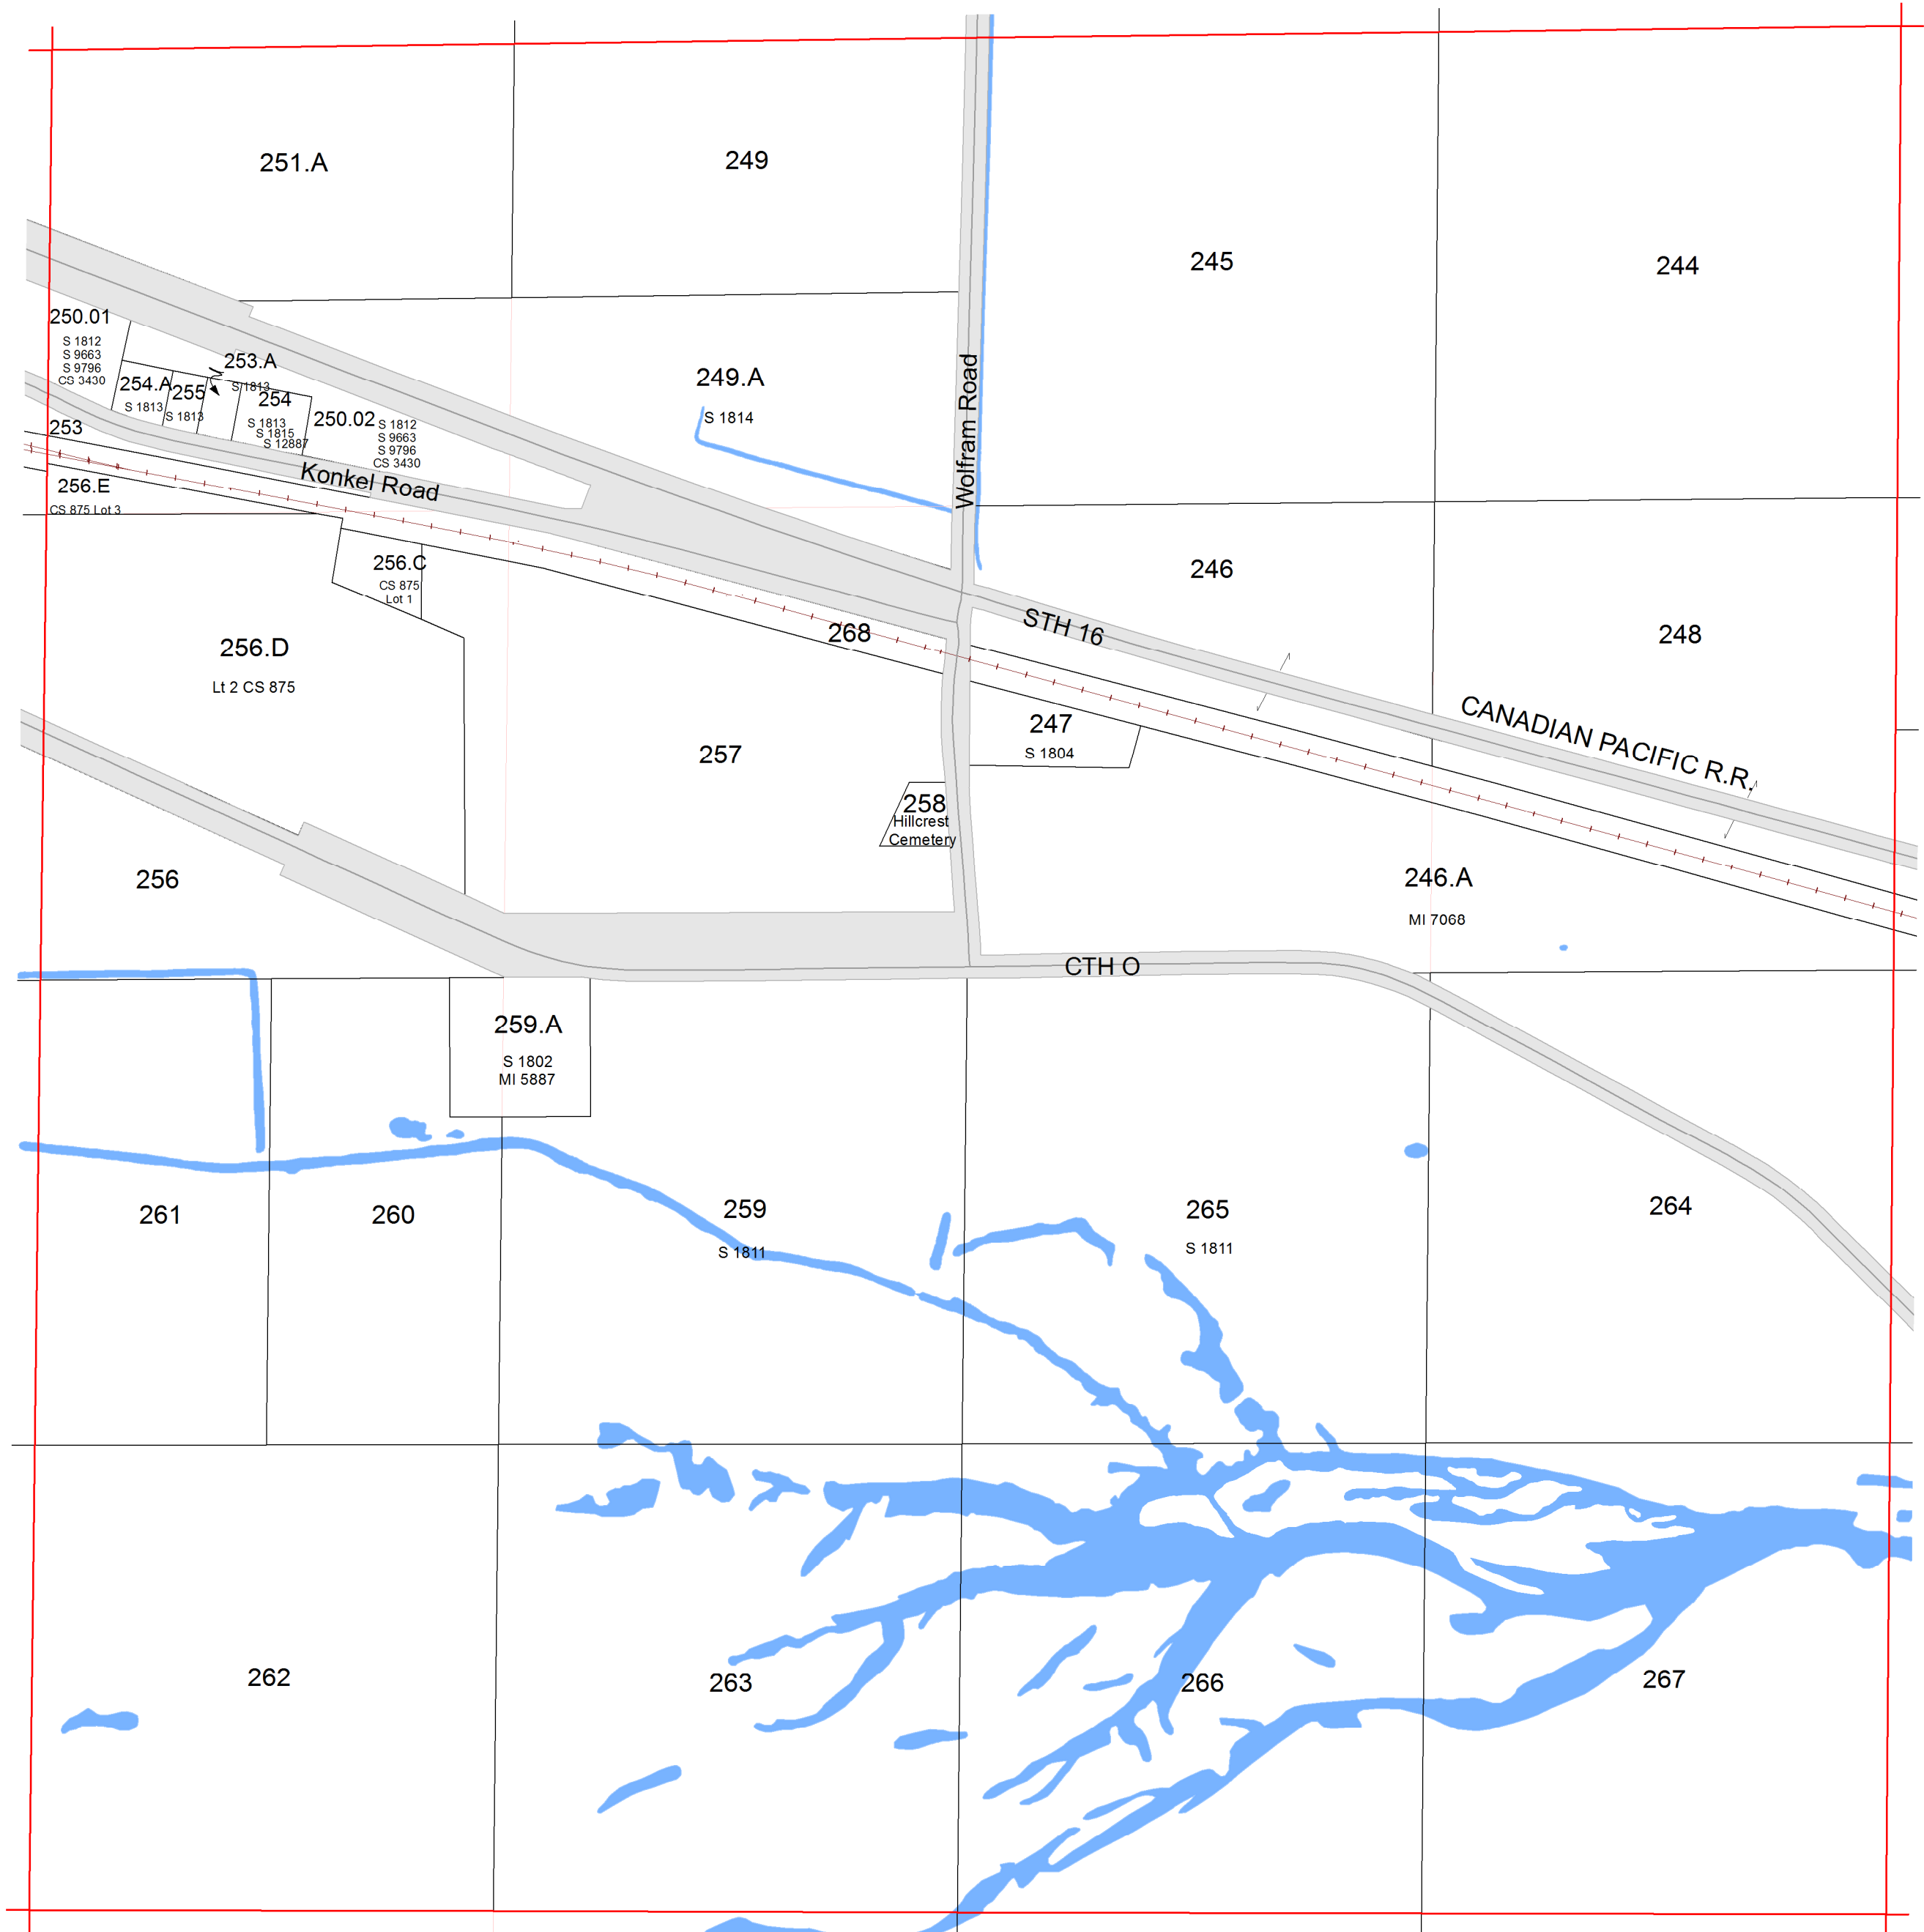 251.A
249
245
244
250.01
S 1812
S 9663
S 9796
CS 3430
253.A
S 1813
254.A
S 1813
255
S 1813
254
S 1813
S 1815
S 12887
250.02
S 1812
S 9663
S 9796
CS 3430
249.A
S 1814
Wolfram Road
253
Konkel Road
256.E
CS 875 Lot 3
256.C
CS 875
Lot 1
246
STH 16
248
268
256.D
Lt 2 CS 875
CANADIAN PACIFIC R.R.
247
S 1804
257
258
Hillcrest
Cemetery
256
246.A
MI 7068
CTH O
259.A
S 1802
MI 5887
261
260
259
S 1811
265
S 1811
264
262
263
266
267